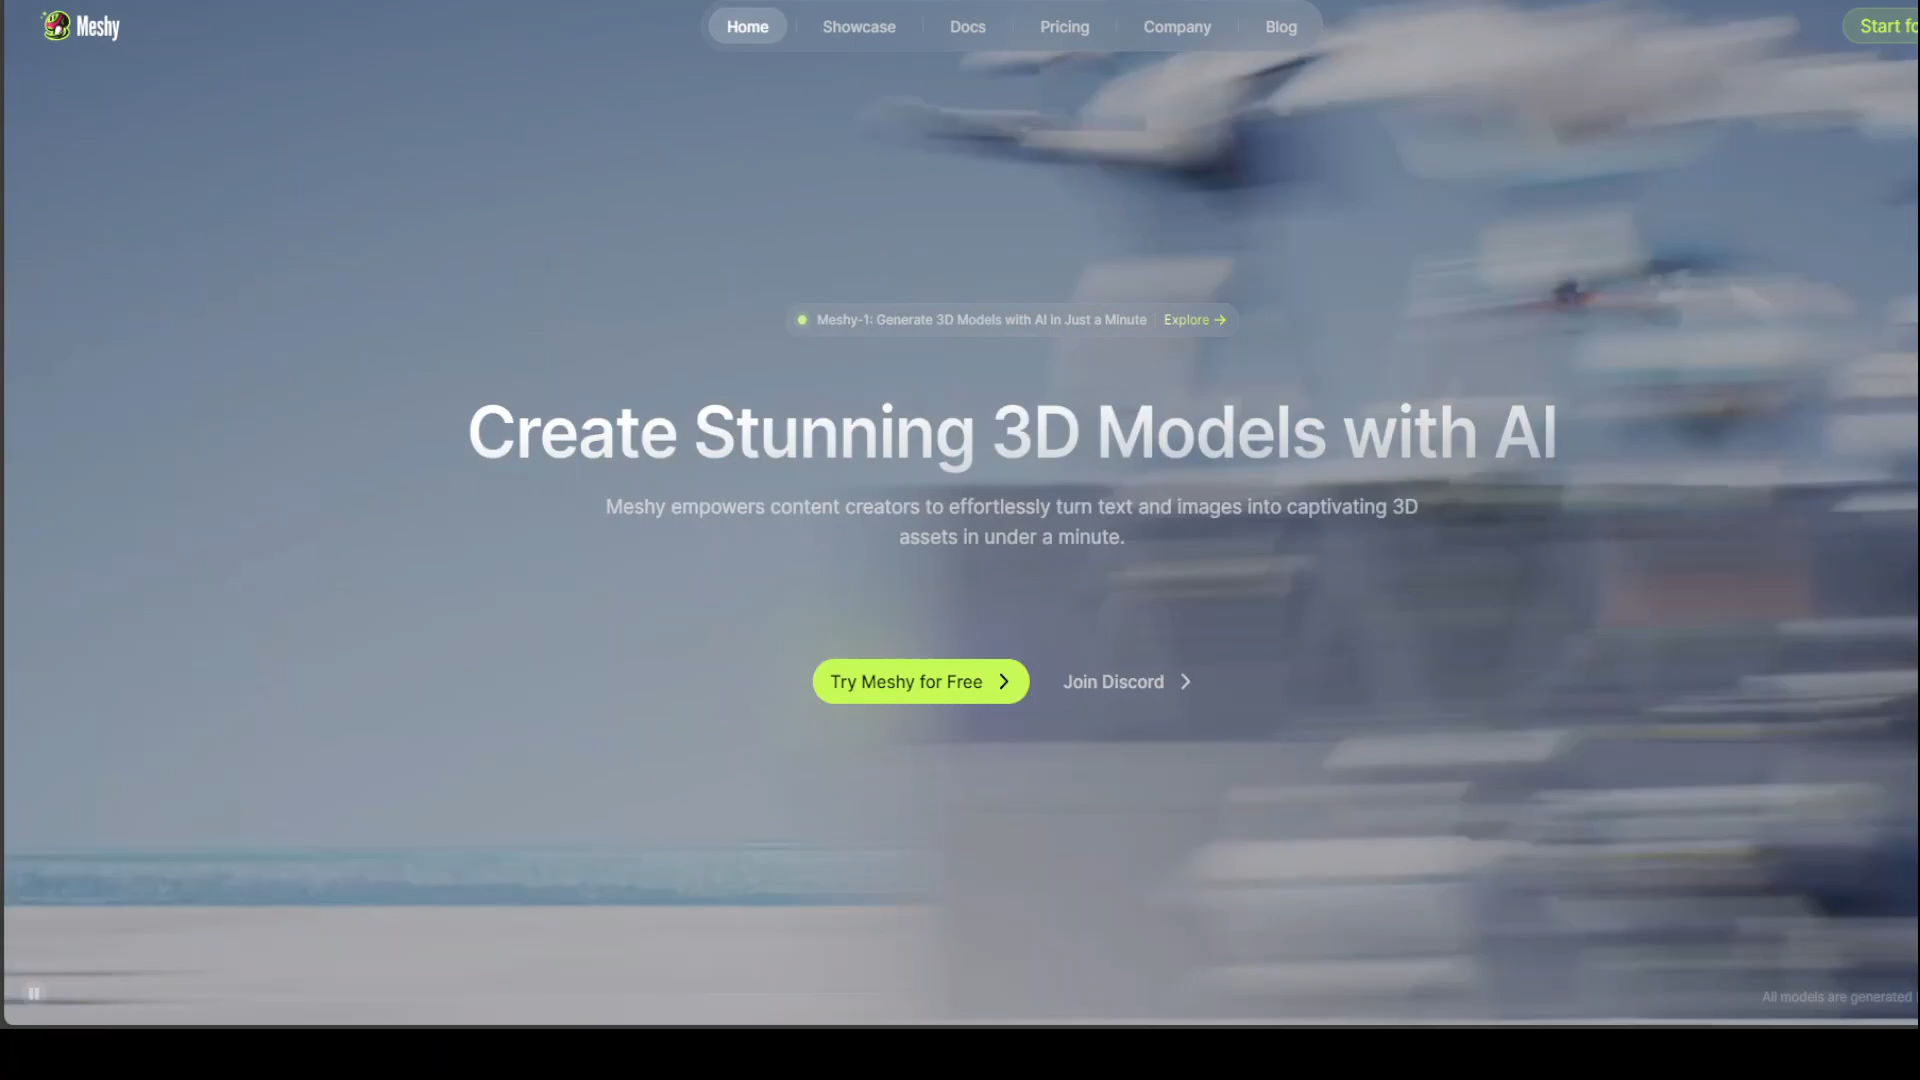 Meshy
Home
Showcase
Docs
Pricing
Company
Blog
Start fo
Meshy-1: Generate 3D Models with AI in Just a Minute
Explore →
Create Stunning 3D Models with AI
Meshy empowers content creators to effortlessly turn text and images into captivating 3D
assets in under a minute.
Try Meshy for Free
Join Discord
All models are generated